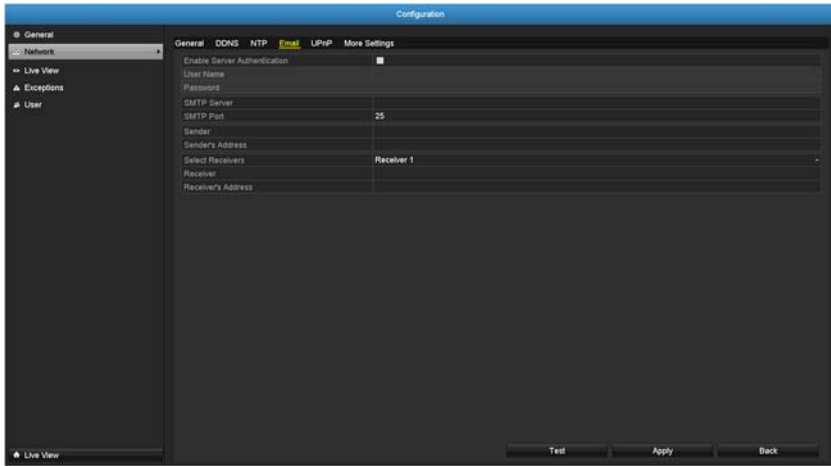 Configuration
General
Network
Live View
Exceptions
User
General DDNS NTP Email UPnP More Settings
Enable Server Authentication
User Name
Password
SMTP Server
SMTP Port 25
Sender
Sender's Address
Select Receivers Receiver 1
Receiver
Receiver's Address
Live View
Test Apply Back